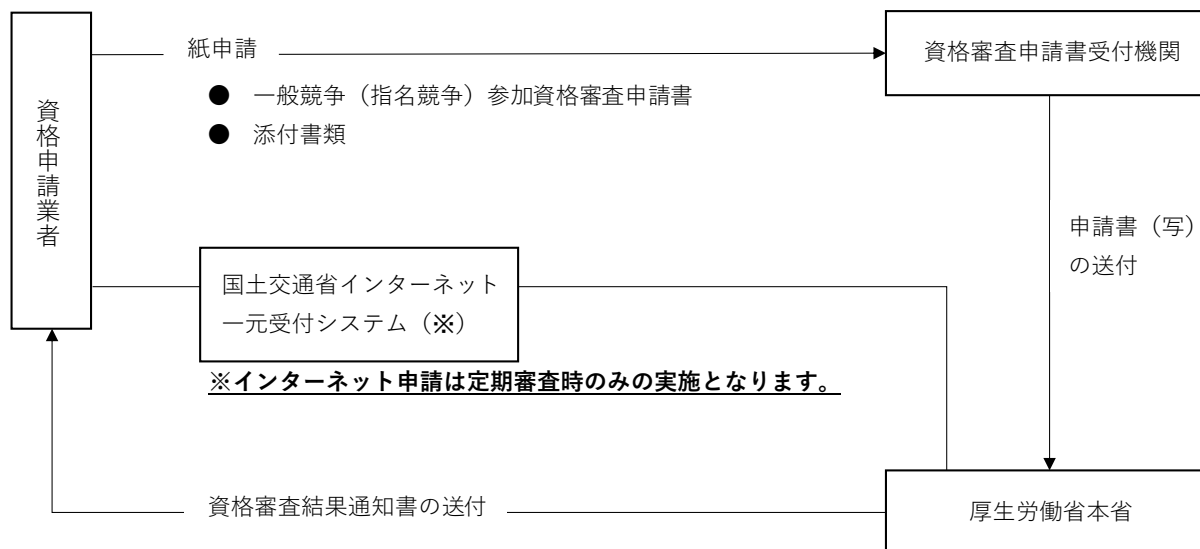 紙申請
資格審査申請書受付機関
● 一般競争（指名競争）参加資格審査申請書
● 添付書類
資格申請業者
申請書（写）
の送付
国土交通省インターネット
一元受付システム（※）
※インターネット申請は定期審査時のみの実施となります。
資格審査結果通知書の送付
厚生労働省本省